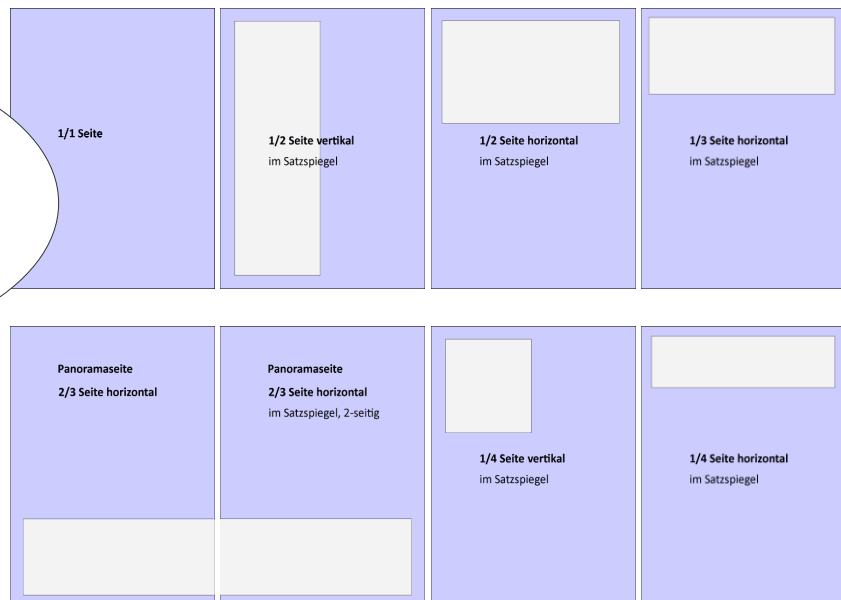 1/1 Seite
1/2 Seite vertikal
im Satzspiegel
1/2 Seite horizontal
im Satzspiegel
1/3 Seite horizontal
im Satzspiegel
Panoramaseite
2/3 Seite horizontal
Panoramaseite
2/3 Seite horizontal
im Satzspiegel, 2-seitig
1/4 Seite vertikal
im Satzspiegel
1/4 Seite horizontal
im Satzspiegel